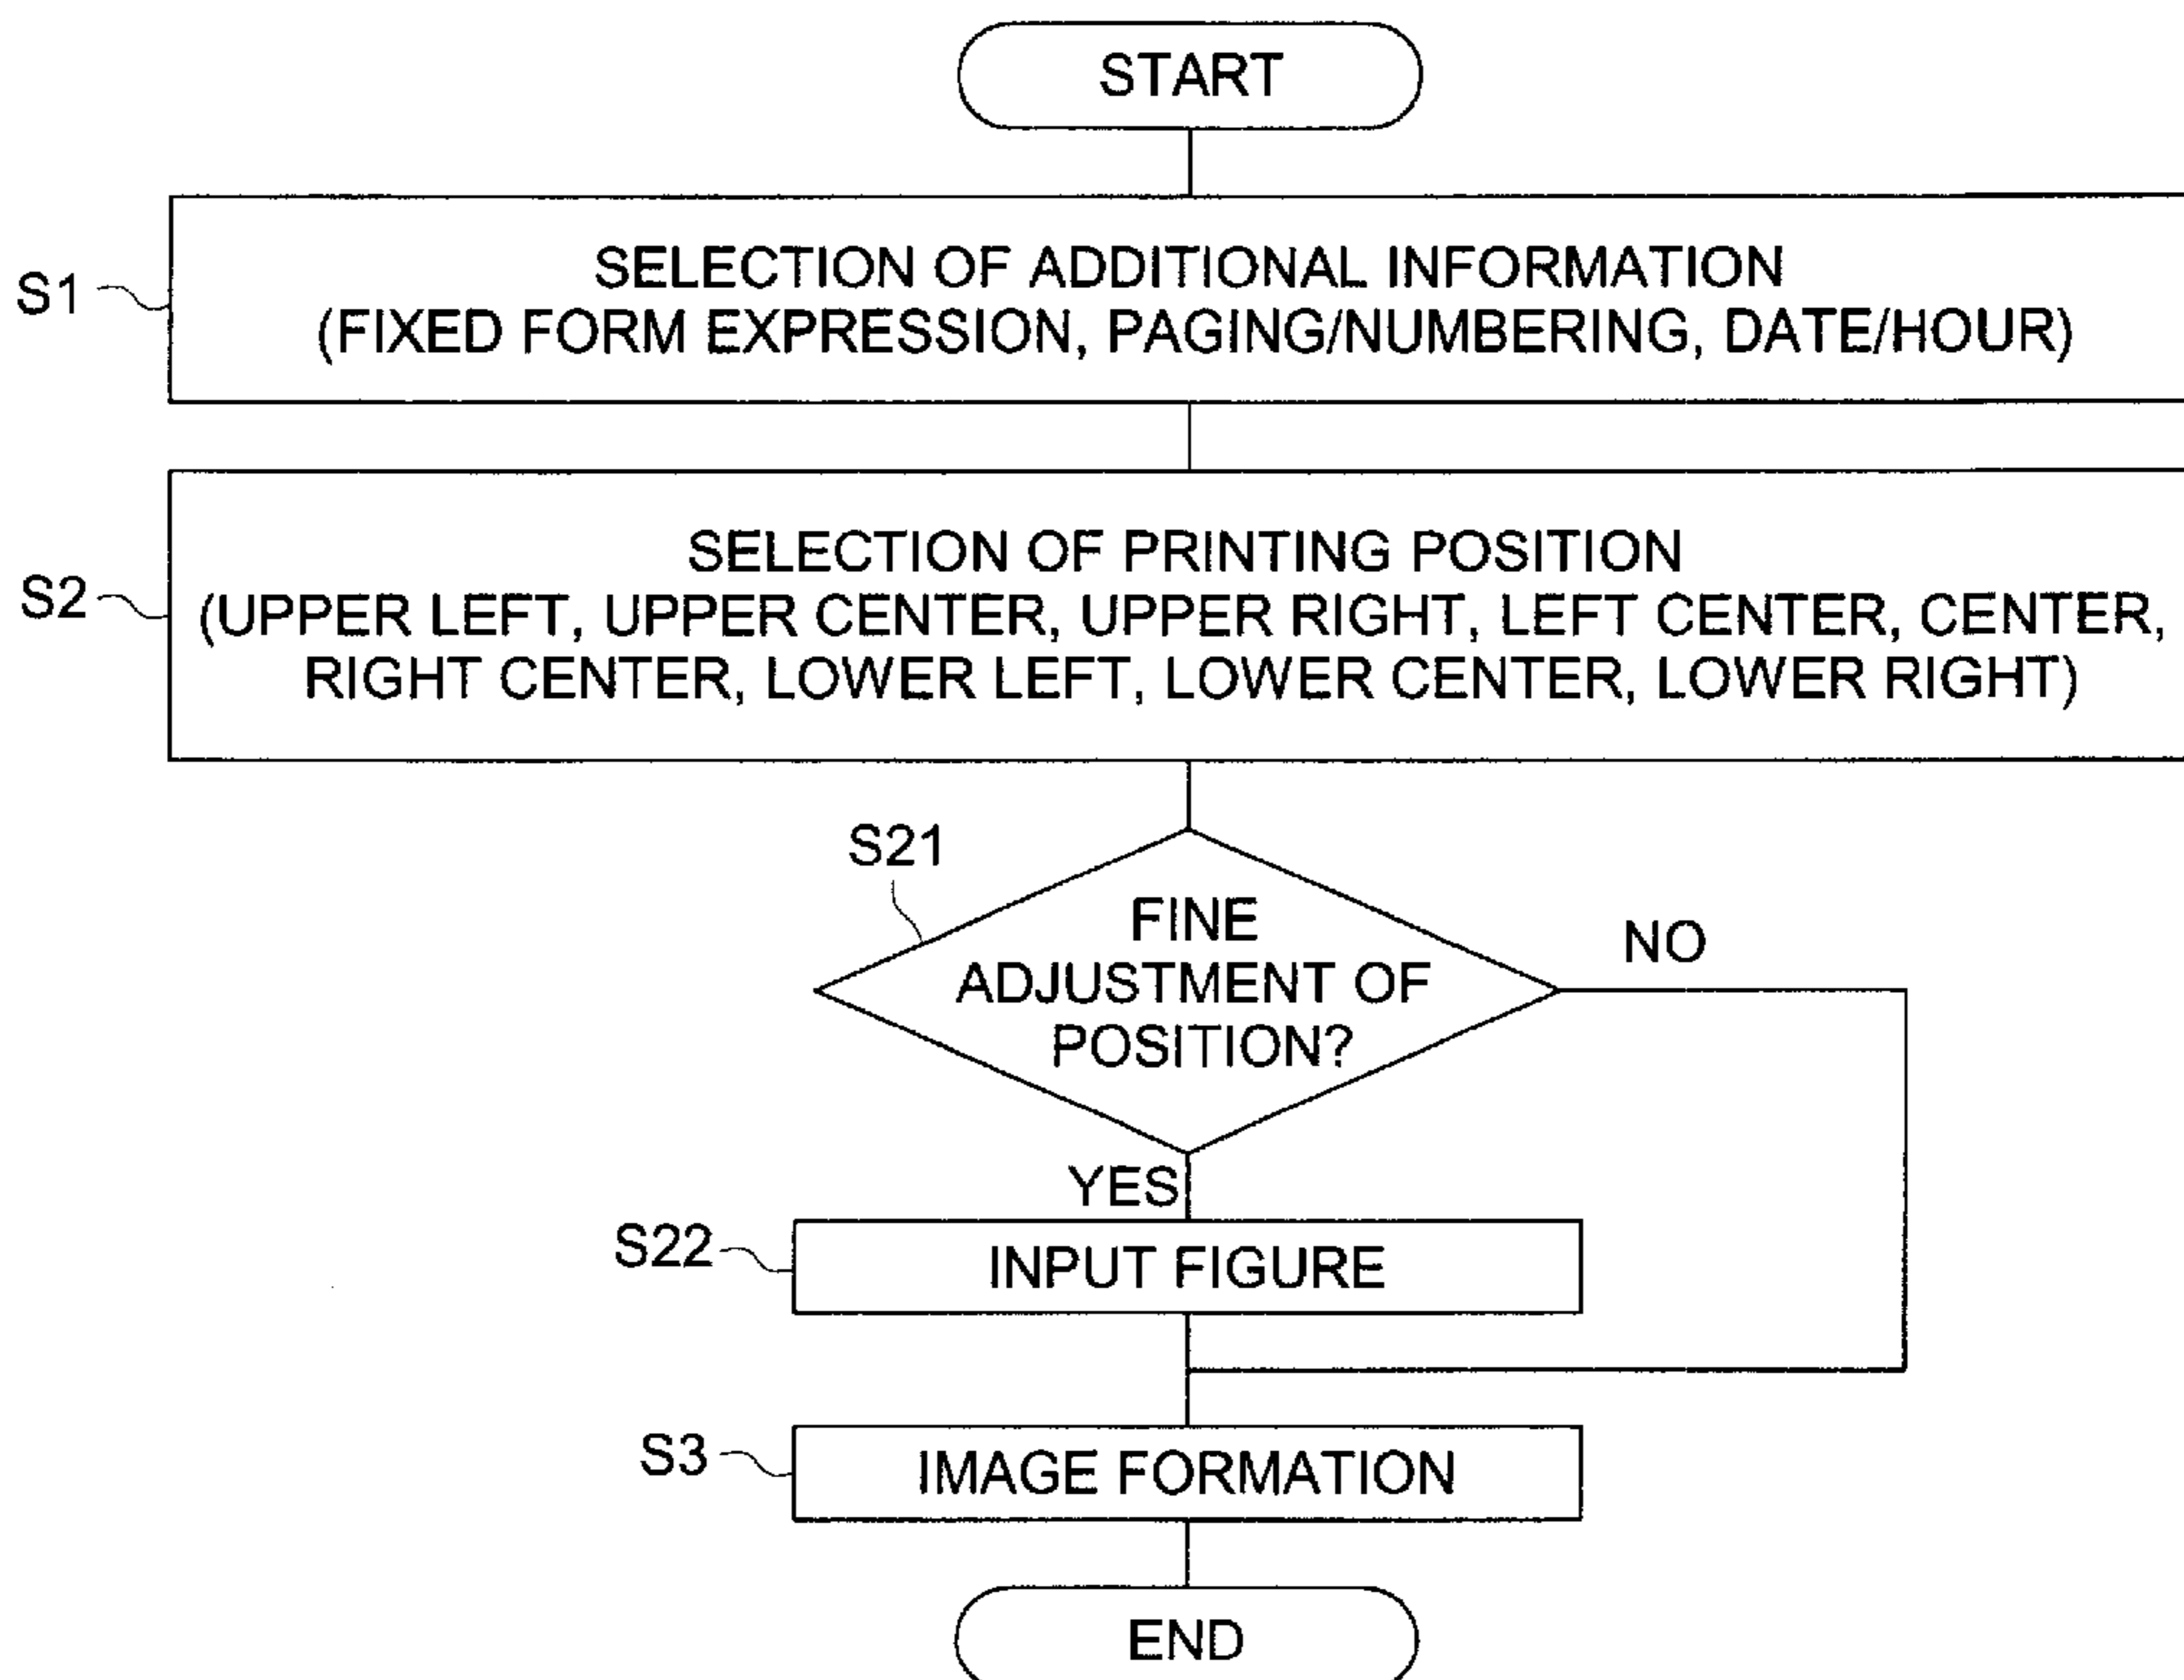 START
S1
SELECTION OF ADDITIONAL INFORMATION
(FIXED FORM EXPRESSION, PAGING/NUMBERING, DATE/HOUR)
S2
SELECTION OF PRINTING POSITION
(UPPER LEFT, UPPER CENTER, UPPER RIGHT, LEFT CENTER, CENTER,
RIGHT CENTER, LOWER LEFT, LOWER CENTER, LOWER RIGHT)
S21
FINE
ADJUSTMENT OF
POSITION?
NO
YES
S22
INPUT FIGURE
S3
IMAGE FORMATION
END